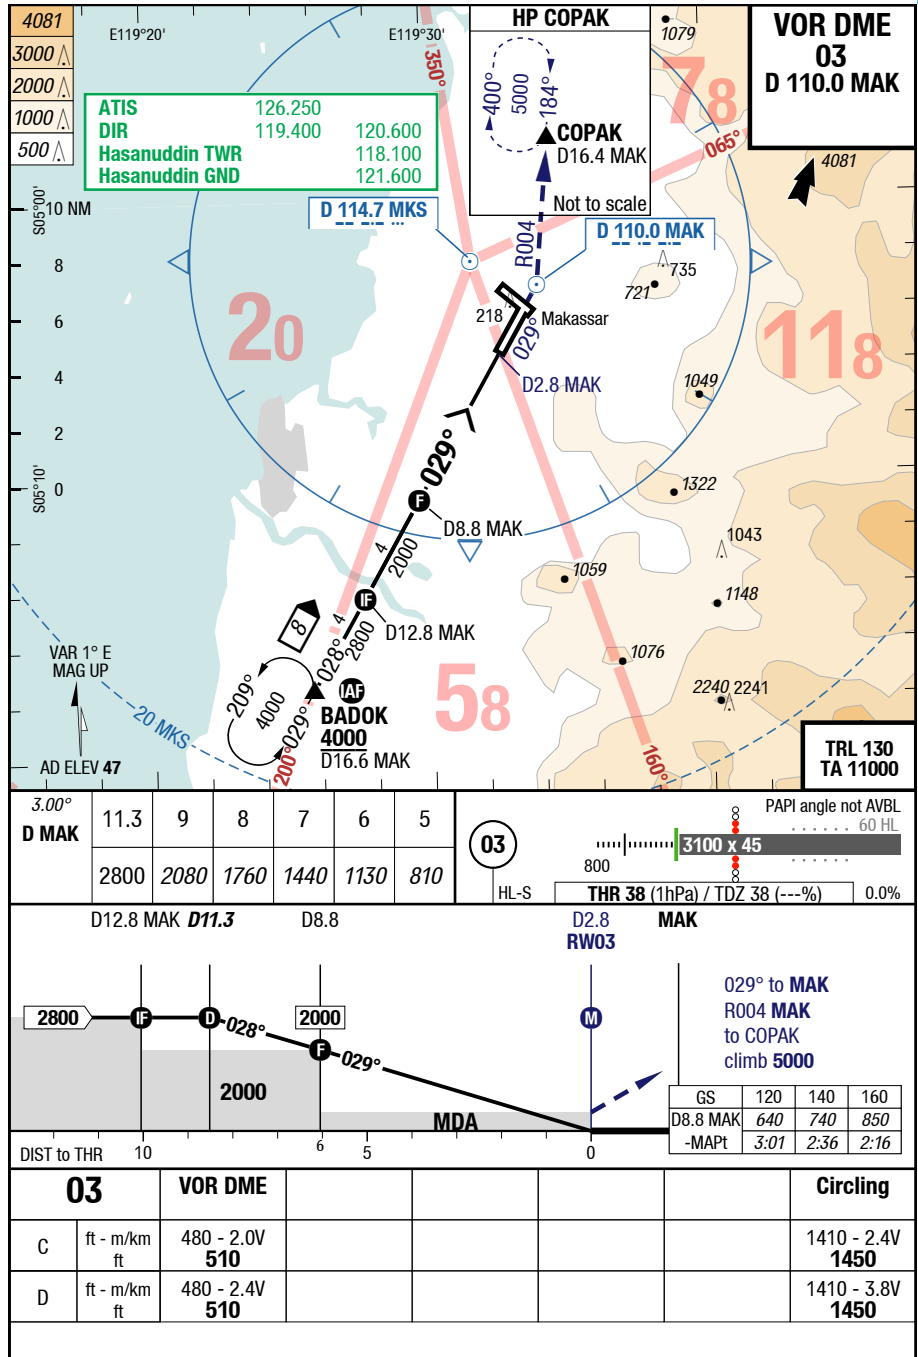 4081
3000
2000
1000
500
E119°20'
E119°30'
HP COPAK
400°
5000
184°
COPAK
D16.4 MAK
Not to scale
R004
1079
VOR DME
03
D 110.0 MAK
ATIS 126.250
DIR 119.400 120.600
Hasanuddin TWR 118.100
Hasanuddin GND 121.600
350°
78
065°
4081
S05°00'
10 NM
D 114.7 MKS
D 110.0 MAK
8
735
721
6
218
Makassar
20
118
029°
4
D2.8 MAK
1049
2
029°
S05°10'
0
1322
F
D8.8 MAK
4
2000
1043
1059
1148
IF
D12.8 MAK
8
4
2800
028°
VAR 1° E
MAG UP
209°
4000
029°
1076
58
IAF
BADOK
4000
D16.6 MAK
2240 2241
20 MKS
200°
160°
AD ELEV 47
TRL 130
TA 11000
3.00°
D MAK 11.3 9 8 7 6 5
2800 2080 1760 1440 1130 810
03
HL-S
PAPI angle not AVBL
60 HL
3100 x 45
800
THR 38 (1hPa) / TDZ 38 (---%)
0.0%
D12.8 MAK D11.3 D8.8 D2.8 MAK
RW03
2800 IF D 028° 2000 M
F 029°
2000
MDA
029° to MAK
R004 MAK
to COPAK
climb 5000
GS 120 140 160
D8.8 MAK 640 740 850
-MAPt 3:01 2:36 2:16
DIST to THR 10 6 5 0
03 VOR DME Circling
C ft - m/km 480 - 2.0V 1410 - 2.4V
ft 510 1450
D ft - m/km 480 - 2.4V 1410 - 3.8V
ft 510 1450